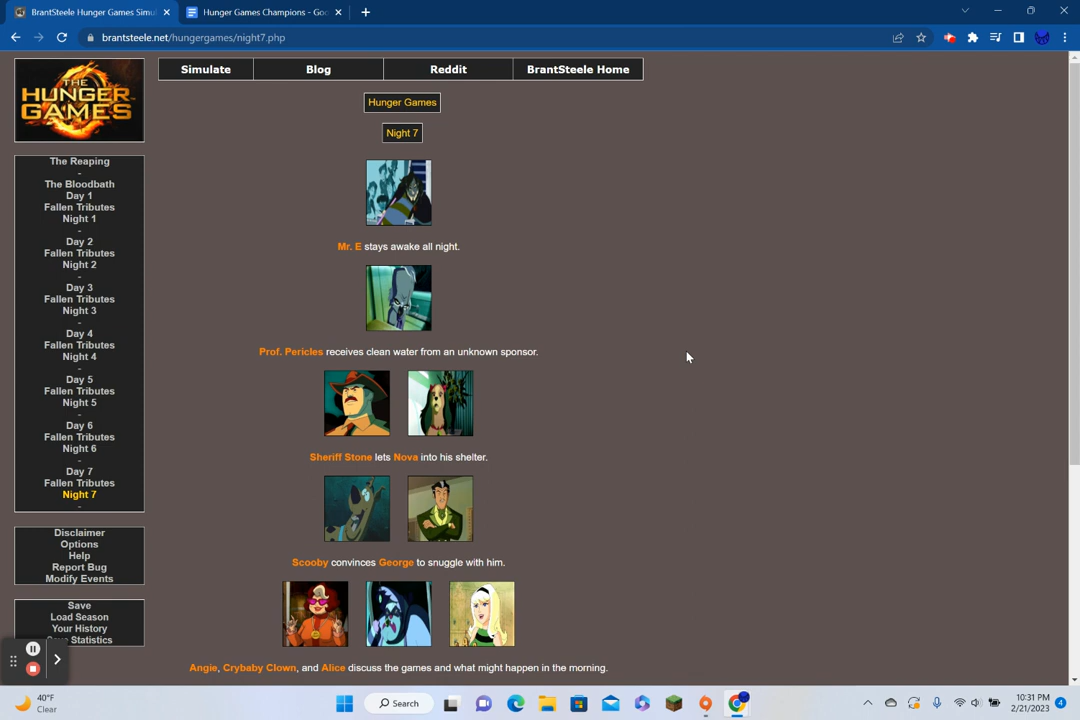 BrantSteele Hunger Games Simu
Hunger Games Champions - Goo
brantsteele.net/hungergames/night7.php
THE
HUNGER
GAMES
Simulate
Blog
Reddit
BrantSteele Home
Hunger Games
Night 7
The Reaping
-
The Bloodbath
Day 1
Fallen Tributes
Night 1
-
Day 2
Fallen Tributes
Night 2
-
Day 3
Fallen Tributes
Night 3
-
Day 4
Fallen Tributes
Night 4
-
Day 5
Fallen Tributes
Night 5
-
Day 6
Fallen Tributes
Night 6
-
Day 7
Fallen Tributes
Night 7
-
Disclaimer
Options
Help
Report Bug
Modify Events
Save
Load Season
Your History
Statistics
Mr. E stays awake all night.
Prof. Pericles receives clean water from an unknown sponsor.
Sheriff Stone lets Nova into his shelter.
Scooby convinces George to snuggle with him.
Angie, Crybaby Clown, and Alice discuss the games and what might happen in the morning.
40°F
Clear
Search
10:31 PM
2/21/2023
4